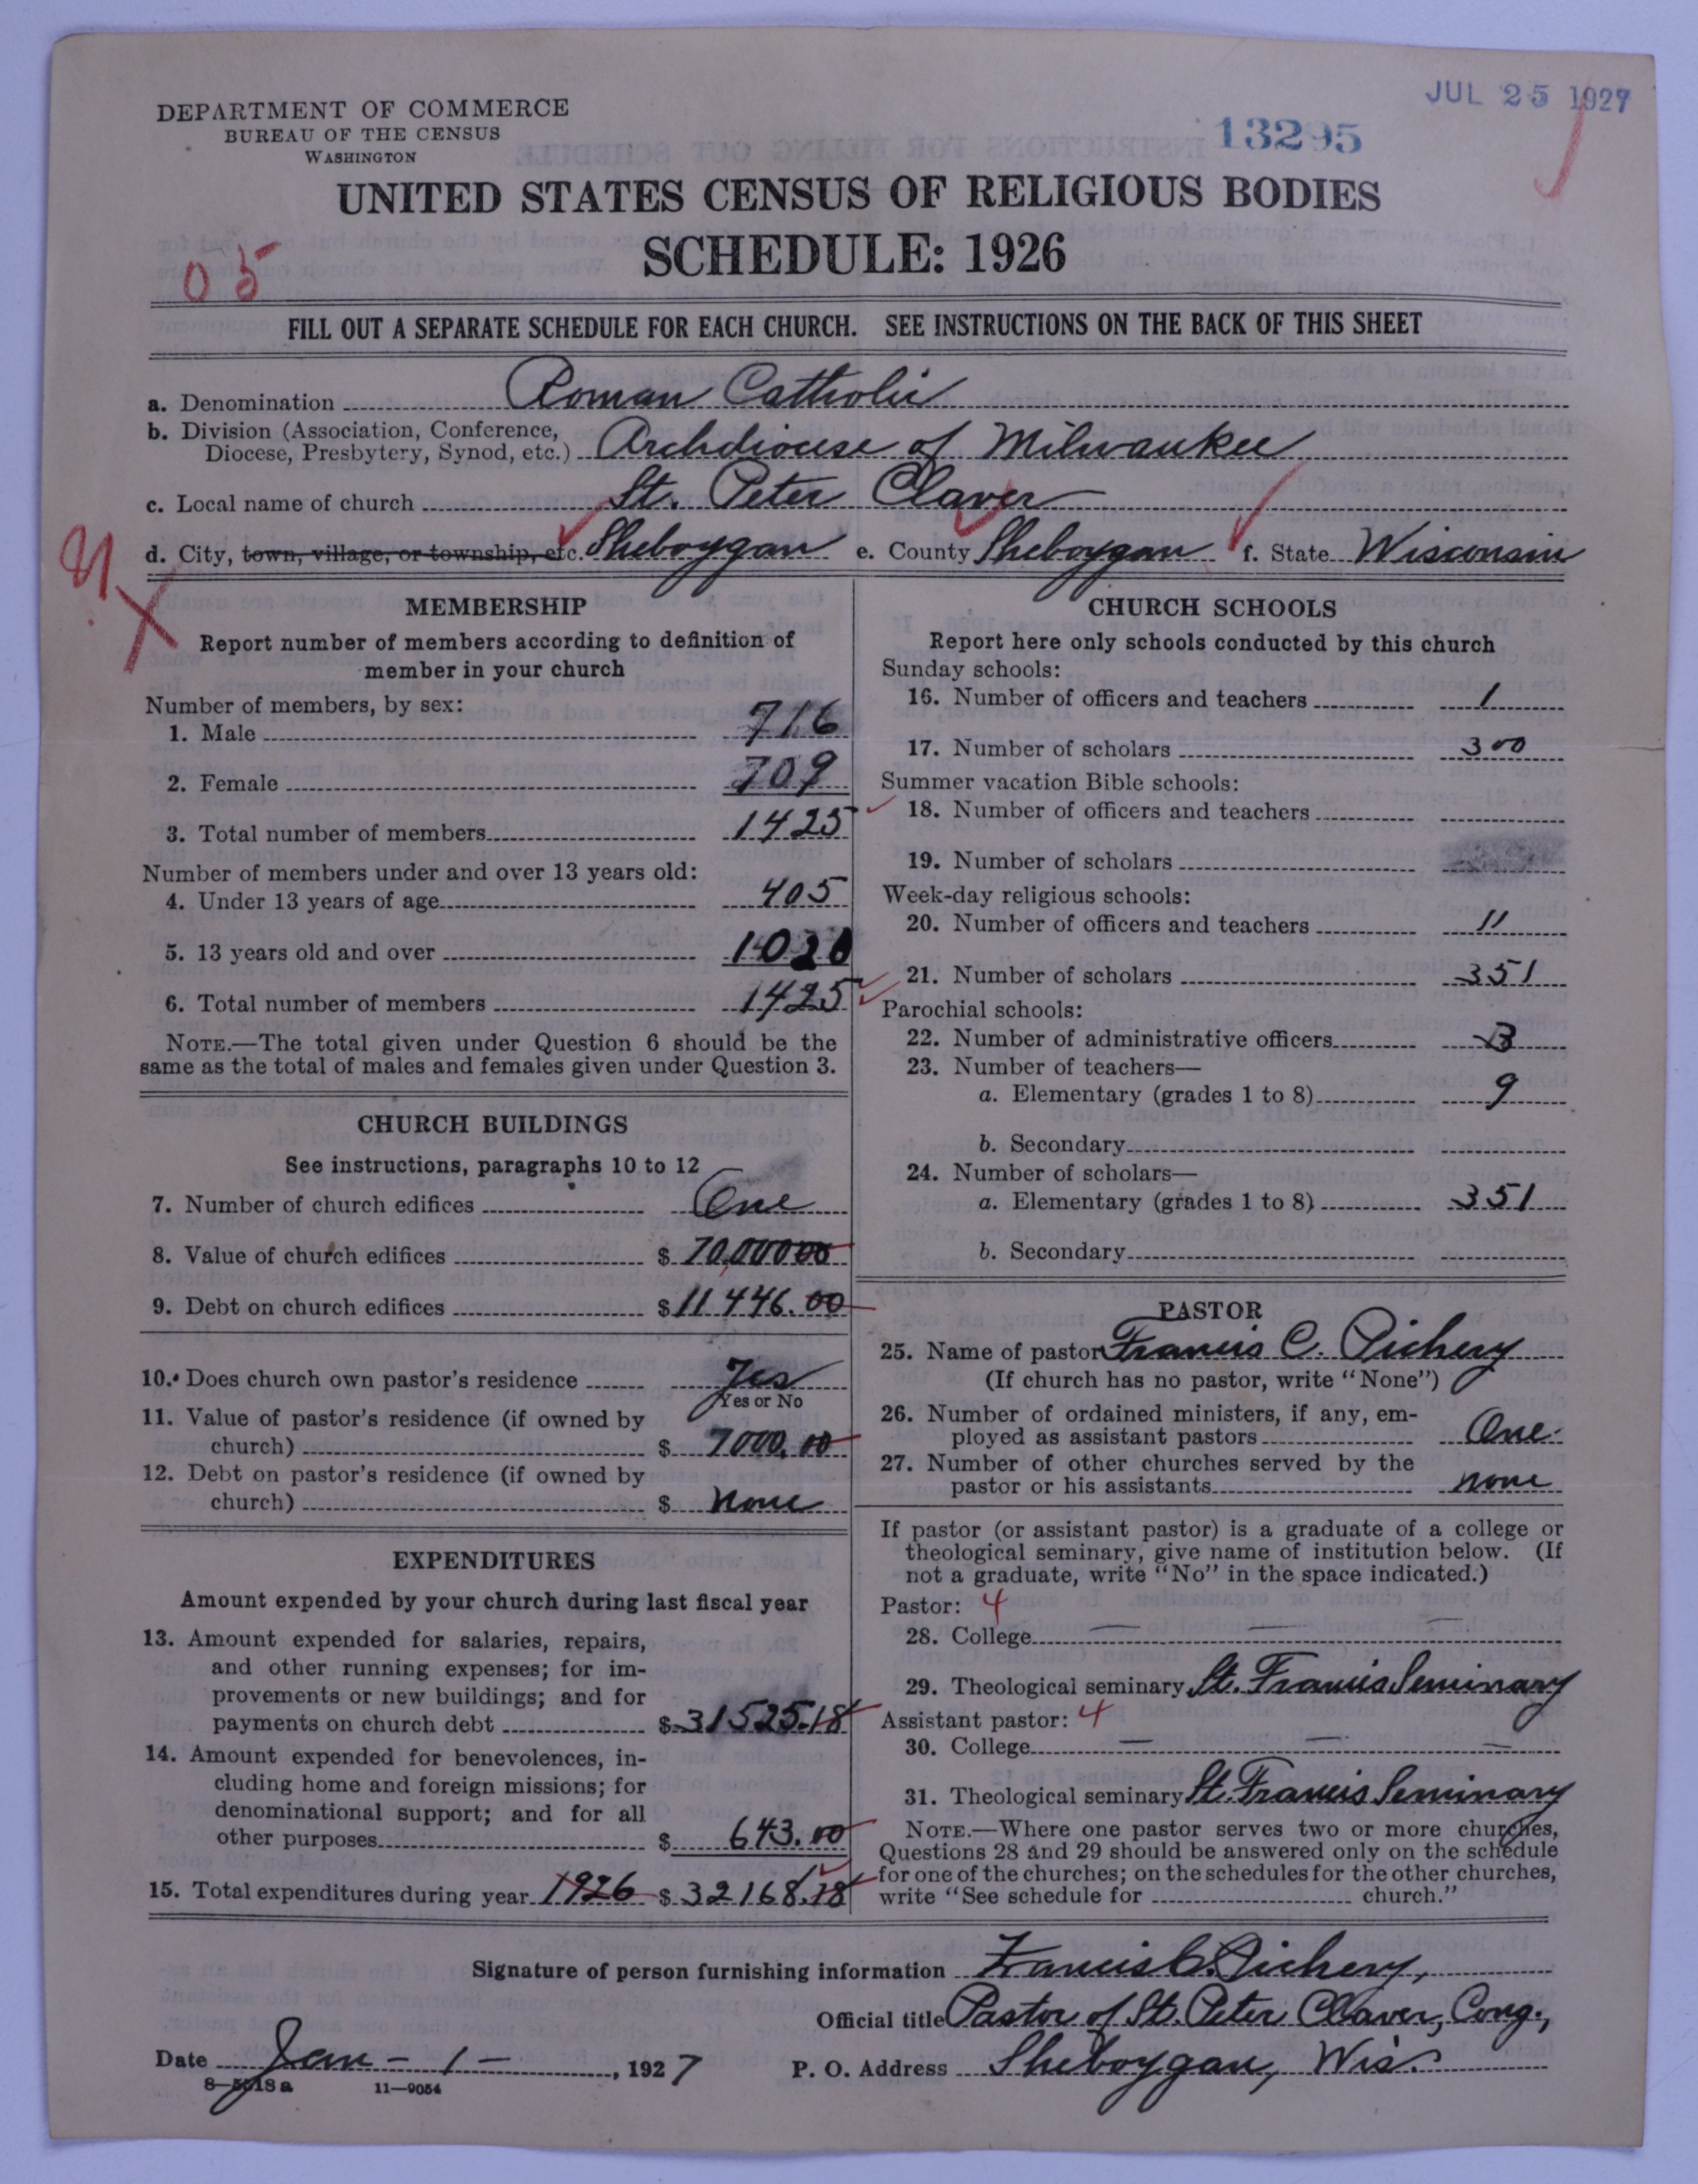 JUL 25 1927
13295
DEPARTMENT OF COMMERCE
BUREAU OF THE CENSUS
WASHINGTON
UNITED STATES CENSUS OF RELIGIOUS BODIES
SCHEDULE: 1926
05
FILL OUT A SEPARATE SCHEDULE FOR EACH CHURCH. SEE INSTRUCTIONS ON THE BACK OF THIS SHEET
a. Denomination Roman Catholic
b. Division (Association, Conference,
Diocese, Presbytery, Synod, etc.) Archdiocese of Milwaukee
c. Local name of church St. Peter Claver
d. City, town, village, or township, etc. Sheboygan e. County Sheboygan f. State Wisconsin
MEMBERSHIP
Report number of members according to definition of
member in your church
Number of members, by sex:
1. Male 716
2. Female 709
3. Total number of members 1425
Number of members under and over 13 years old:
4. Under 13 years of age 405
5. 13 years old and over 1020
6. Total number of members 1425
NOTE.—The total given under Question 6 should be the
same as the total of males and females given under Question 3.
CHURCH BUILDINGS
See instructions, paragraphs 10 to 12
7. Number of church edifices One
8. Value of church edifices $ 70,00000
9. Debt on church edifices $ 11446.00
10. Does church own pastor's residence Yes
Yes or No
11. Value of pastor's residence (if owned by
church) $ 7000.00
12. Debt on pastor's residence (if owned by
church) $ none
EXPENDITURES
Amount expended by your church during last fiscal year
13. Amount expended for salaries, repairs,
and other running expenses; for im-
provements or new buildings; and for
payments on church debt $ 31525.18
14. Amount expended for benevolences, in-
cluding home and foreign missions; for
denominational support; and for all
other purposes $ 643.00
15. Total expenditures during year 1926 $ 32168.18
CHURCH SCHOOLS
Report here only schools conducted by this church
Sunday schools:
16. Number of officers and teachers 1
17. Number of scholars 300
Summer vacation Bible schools:
18. Number of officers and teachers
19. Number of scholars
Week-day religious schools:
20. Number of officers and teachers 11
21. Number of scholars 351
Parochial schools:
22. Number of administrative officers 3
23. Number of teachers—
a. Elementary (grades 1 to 8) 9
b. Secondary
24. Number of scholars—
a. Elementary (grades 1 to 8) 351
b. Secondary
PASTOR
25. Name of pastor Francis C. Pichery
(If church has no pastor, write "None")
26. Number of ordained ministers, if any, em-
ployed as assistant pastors One
27. Number of other churches served by the
pastor or his assistants none
If pastor (or assistant pastor) is a graduate of a college or
theological seminary, give name of institution below. (If
not a graduate, write "No" in the space indicated.)
Pastor: 4
28. College
29. Theological seminary St. Francis Seminary
Assistant pastor: 4
30. College
31. Theological seminary St. Francis Seminary
NOTE.—Where one pastor serves two or more churches,
Questions 28 and 29 should be answered only on the schedule
for one of the churches; on the schedules for the other churches,
write "See schedule for church."
Signature of person furnishing information Francis C. Pichery,
Official title Pastor of St. Peter Claver, Cong.,
Date Jan - 1 - , 1927 P. O. Address Sheboygan, Wis.
8—5018a 11—9054